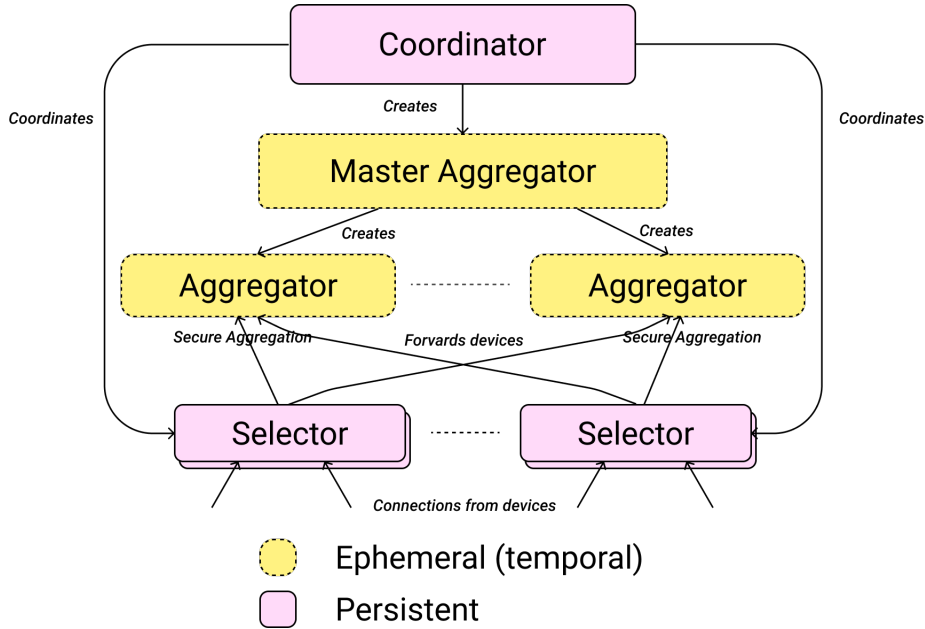 Coordinator
Creates
Coordinates
Coordinates
Master Aggregator
Creates
Creates
Aggregator
Aggregator
Secure Aggregation
Forvards devices
Secure Aggregation
Selector
Selector
Connections from devices
Ephemeral (temporal)
Persistent